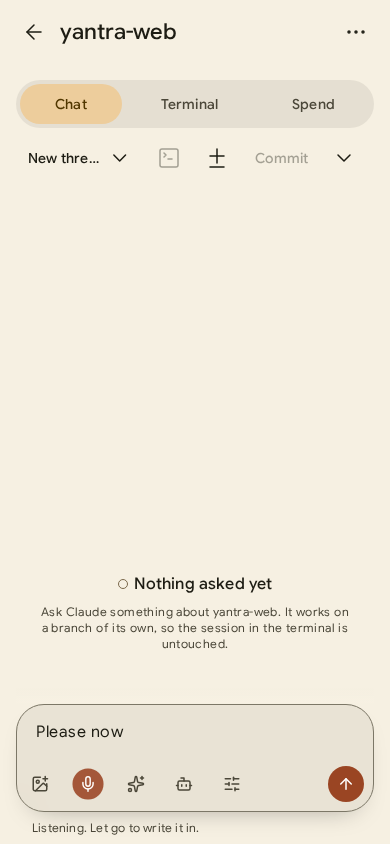 yantra-web
Chat
Terminal
Spend
New thre...
Commit
Nothing asked yet
Ask Claude something about yantra-web. It works on
a branch of its own, so the session in the terminal is
untouched.
Please now
Listening. Let go to write it in.